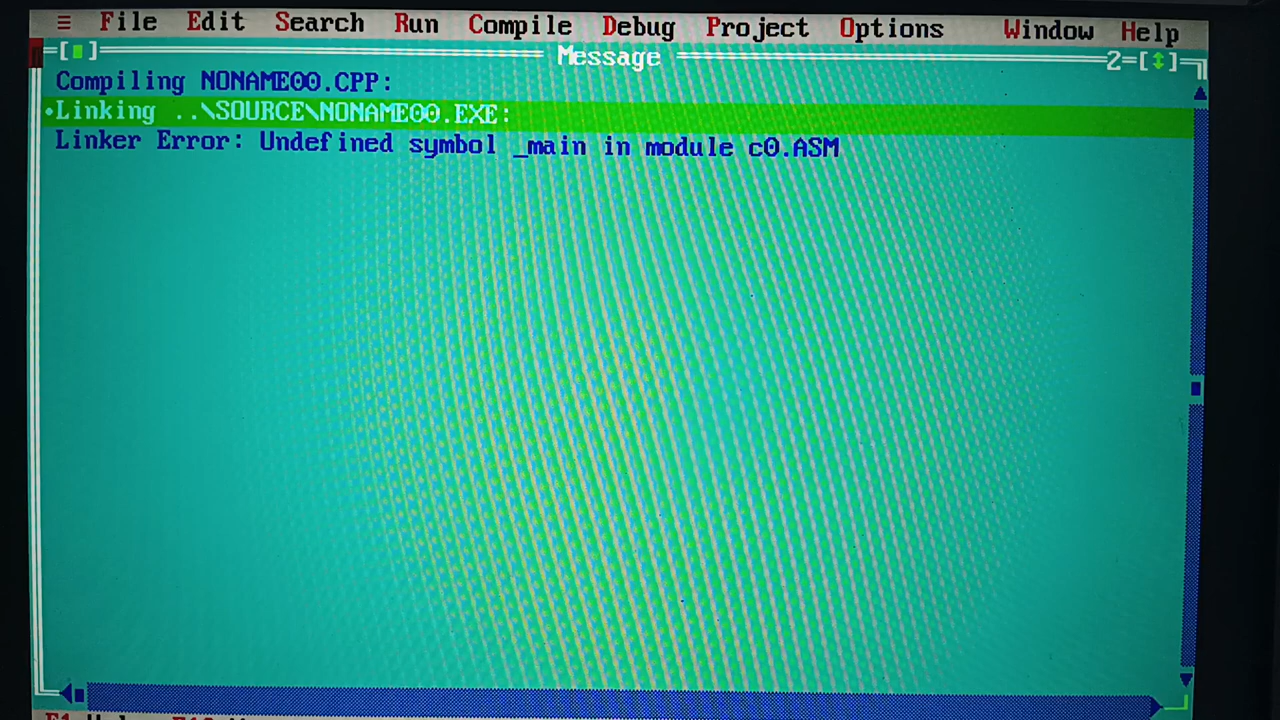 ≡ File Edit Search Run Compile Debug Project Options Window Help
Message 2
Compiling NONAME00.CPP:
•Linking ..\SOURCE\NONAME00.EXE:
Linker Error: Undefined symbol _main in module c0.ASM